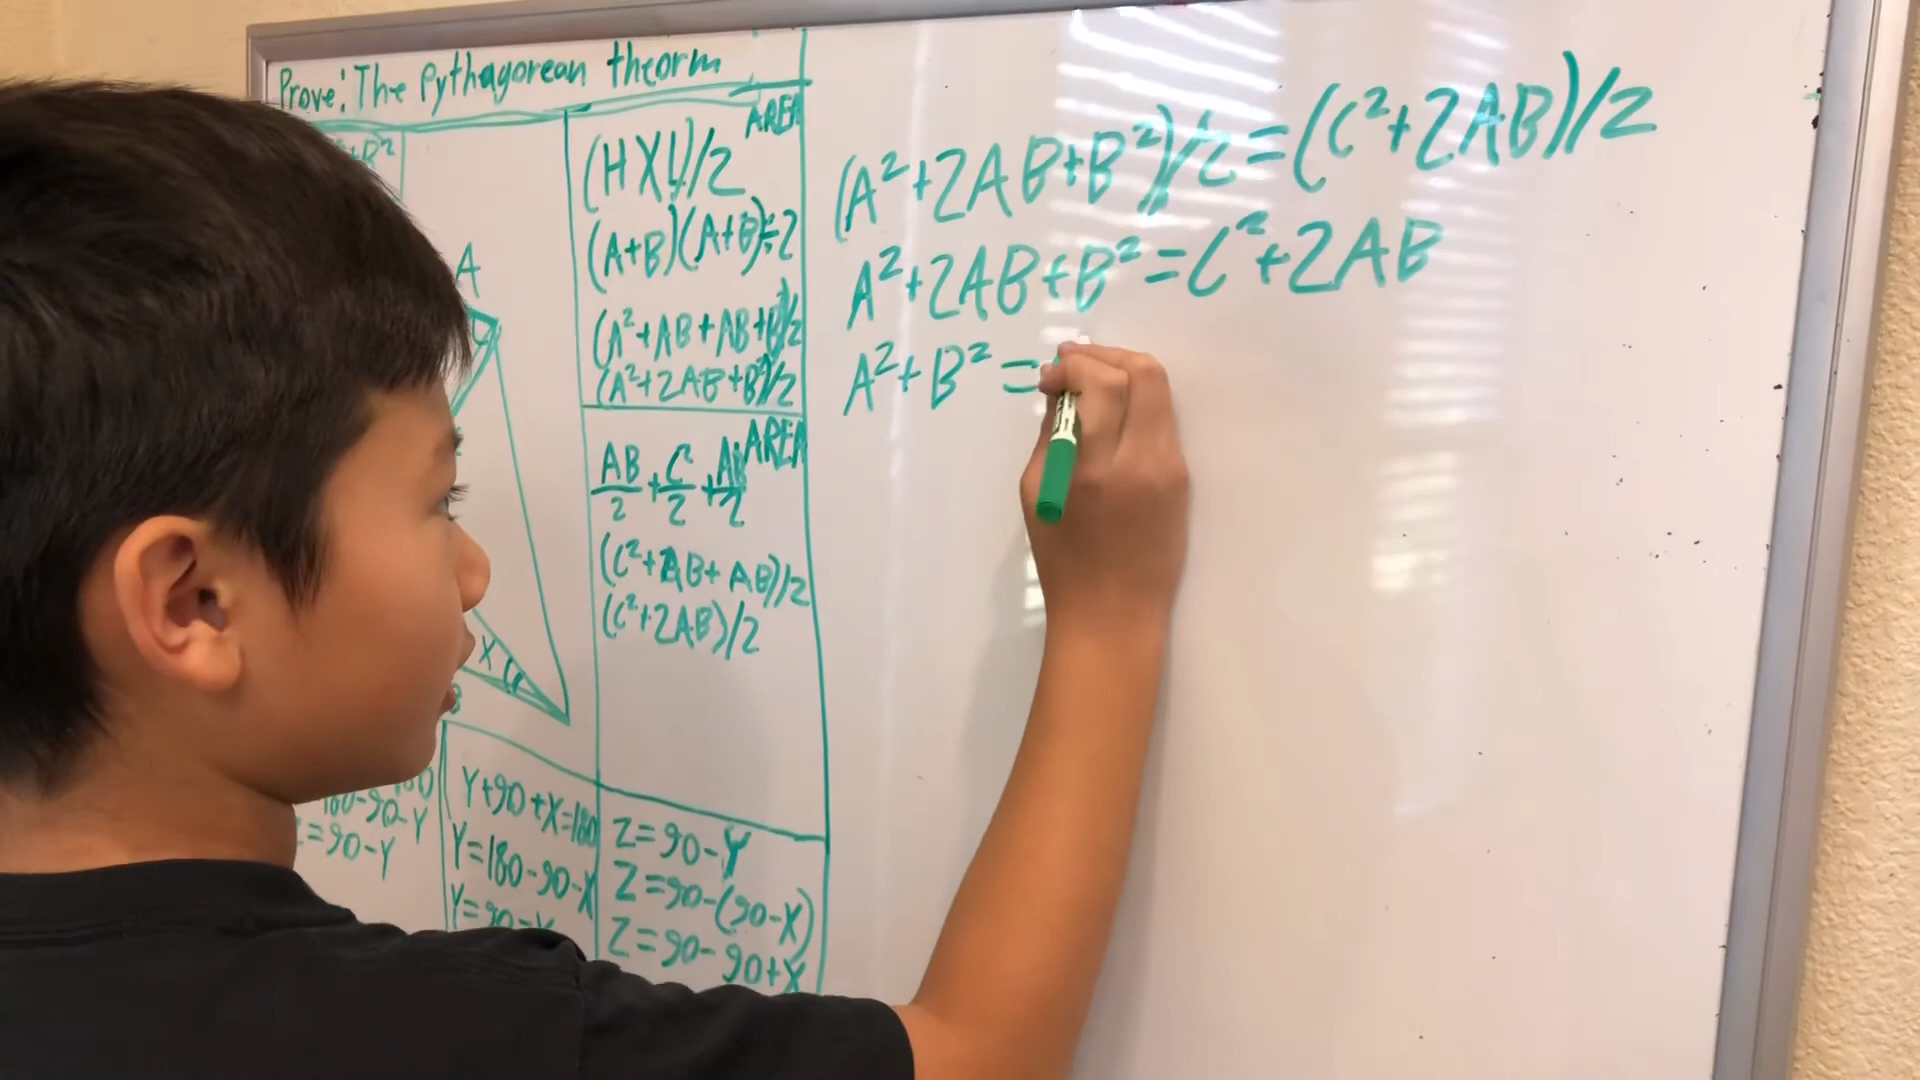 Prove: The Pythagorean theorm
A
X
B
AREA
(H X L)/2
(A+B)(A+B)÷2
(A²+AB+AB+B²)/2
(A²+2AB+B²)/2
AREA
AB/2 + C²/2 + AB/2
(C²+AB+AB)/2
(C²+2AB)/2
180-90-Y
Z=90-Y
Y+90+X=180
Y=180-90-X
Y=90-X
Z=90-Y
Z=90-(90-X)
Z=90-90+X
(A²+2AB+B²)/2=(C²+2AB)/2
A²+2AB+B²=C²+2AB
A²+B²=